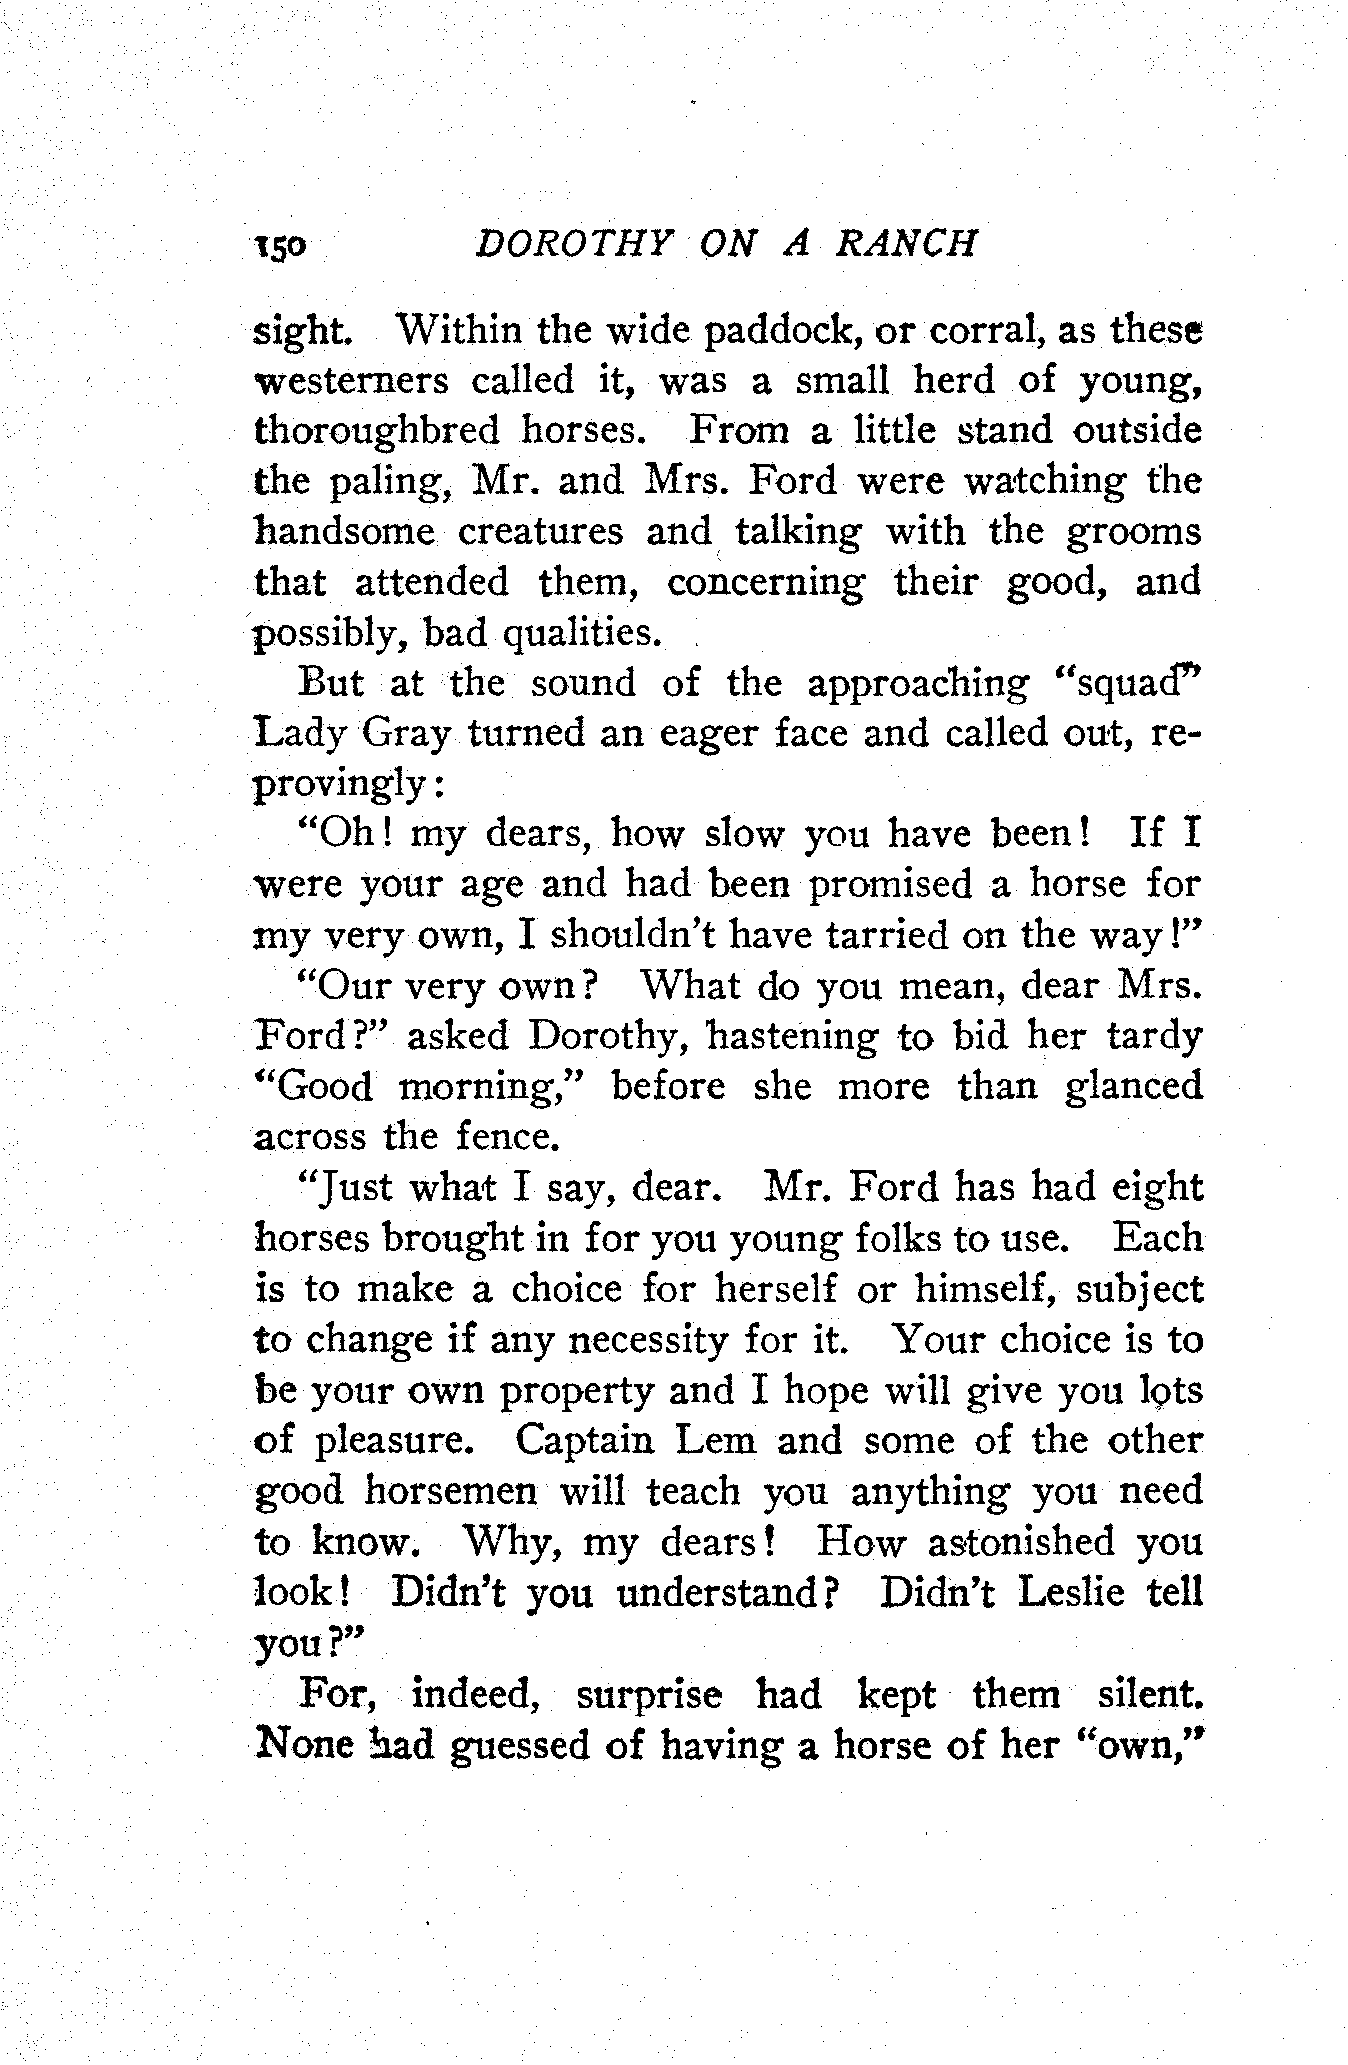 150 DOROTHY ON A RANCH
sight. Within the wide paddock, or corral, as these
westerners called it, was a small herd of young,
thoroughbred horses. From a little stand outside
the paling, Mr. and Mrs. Ford were watching the
handsome creatures and talking with the grooms
that attended them, concerning their good, and
possibly, bad qualities.
But at the sound of the approaching “squad”
Lady Gray turned an eager face and called out, re-
provingly:
“Oh! my dears, how slow you have been! If I
were your age and had been promised a horse for
my very own, I shouldn't have tarried on the way!”
“Our very own? What do you mean, dear Mrs.
Ford?” asked Dorothy, hastening to bid her tardy
“Good morning,” before she more than glanced
across the fence.
“Just what I say, dear. Mr. Ford has had eight
horses brought in for you young folks to use. Each
is to make a choice for herself or himself, subject
to change if any necessity for it. Your choice is to
be your own property and I hope will give you lots
of pleasure. Captain Lem and some of the other
good horsemen will teach you anything you need
to know. Why, my dears! How astonished you
look! Didn't you understand? Didn't Leslie tell
you?”
For, indeed, surprise had kept them silent.
None had guessed of having a horse of her “own,”